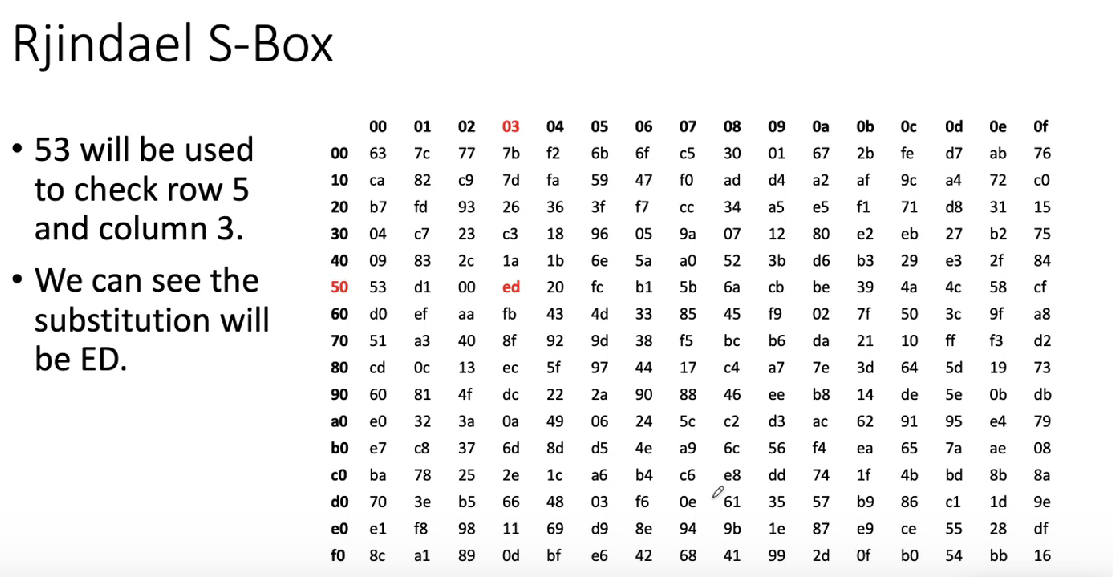 Rjindael S-Box
• 53 will be used
to check row 5
and column 3.
• We can see the
substitution will
be ED.
00 01 02 03 04 05 06 07 08 09 0a 0b 0c 0d 0e 0f
00 63 7c 77 7b f2 6b 6f c5 30 01 67 2b fe d7 ab 76
10 ca 82 c9 7d fa 59 47 f0 ad d4 a2 af 9c a4 72 c0
20 b7 fd 93 26 36 3f f7 cc 34 a5 e5 f1 71 d8 31 15
30 04 c7 23 c3 18 96 05 9a 07 12 80 e2 eb 27 b2 75
40 09 83 2c 1a 1b 6e 5a a0 52 3b d6 b3 29 e3 2f 84
50 53 d1 00 ed 20 fc b1 5b 6a cb be 39 4a 4c 58 cf
60 d0 ef aa fb 43 4d 33 85 45 f9 02 7f 50 3c 9f a8
70 51 a3 40 8f 92 9d 38 f5 bc b6 da 21 10 ff f3 d2
80 cd 0c 13 ec 5f 97 44 17 c4 a7 7e 3d 64 5d 19 73
90 60 81 4f dc 22 2a 90 88 46 ee b8 14 de 5e 0b db
a0 e0 32 3a 0a 49 06 24 5c c2 d3 ac 62 91 95 e4 79
b0 e7 c8 37 6d 8d d5 4e a9 6c 56 f4 ea 65 7a ae 08
c0 ba 78 25 2e 1c a6 b4 c6 e8 dd 74 1f 4b bd 8b 8a
d0 70 3e b5 66 48 03 f6 0e 61 35 57 b9 86 c1 1d 9e
e0 e1 f8 98 11 69 d9 8e 94 9b 1e 87 e9 ce 55 28 df
f0 8c a1 89 0d bf e6 42 68 41 99 2d 0f b0 54 bb 16